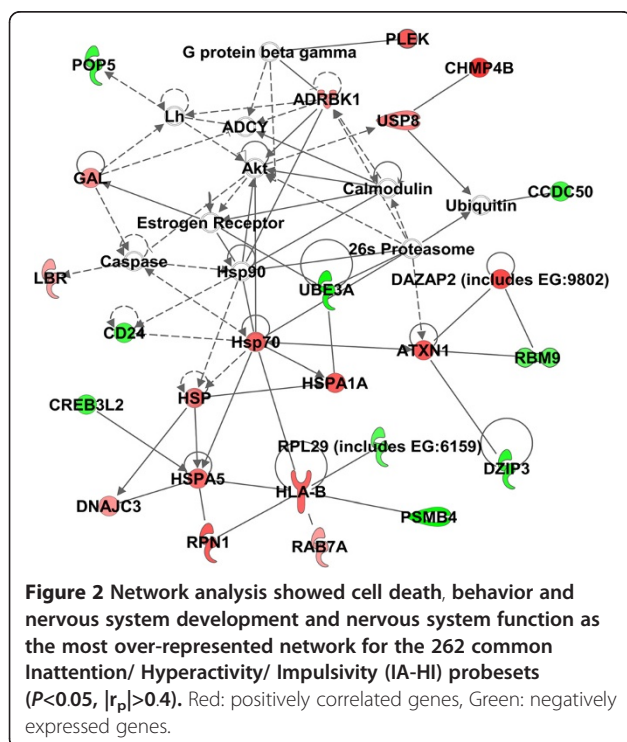 G protein beta gamma
PLEK
POP5
CHMP4B
ADRBK1
Lh
ADCY
USP8
Akt
GAL
Calmodulin
CCDC50
Estrogen Receptor
Ubiquitin
26s Proteasome
Caspase
Hsp90
LBR
DAZAP2 (includes EG:9802)
UBE3A
CD24
Hsp70
ATXN1
RBM9
HSPA1A
HSP
CREB3L2
RPL29 (includes EG:6159)
DZIP3
HSPA5
HLA-B
DNAJC3
PSMB4
RPN1
RAB7A
Figure 2 Network analysis showed cell death, behavior and
nervous system development and nervous system function as
the most over-represented network for the 262 common
Inattention/ Hyperactivity/ Impulsivity (IA-HI) probesets
(P<0.05, |rp|>0.4). Red: positively correlated genes, Green: negatively
expressed genes.